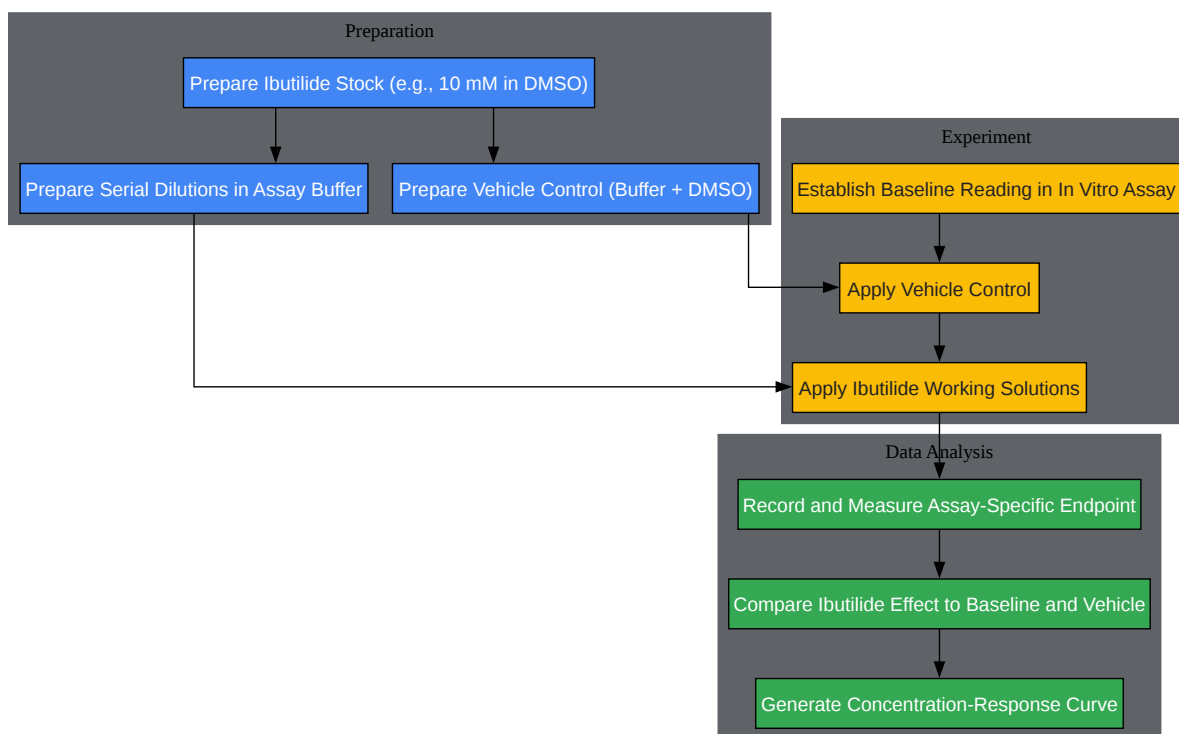 Preparation
Prepare Ibutilide Stock (e.g., 10 mM in DMSO)
Prepare Serial Dilutions in Assay Buffer
Prepare Vehicle Control (Buffer + DMSO)
Experiment
Establish Baseline Reading in In Vitro Assay
Apply Vehicle Control
Apply Ibutilide Working Solutions
Data Analysis
Record and Measure Assay-Specific Endpoint
Compare Ibutilide Effect to Baseline and Vehicle
Generate Concentration-Response Curve